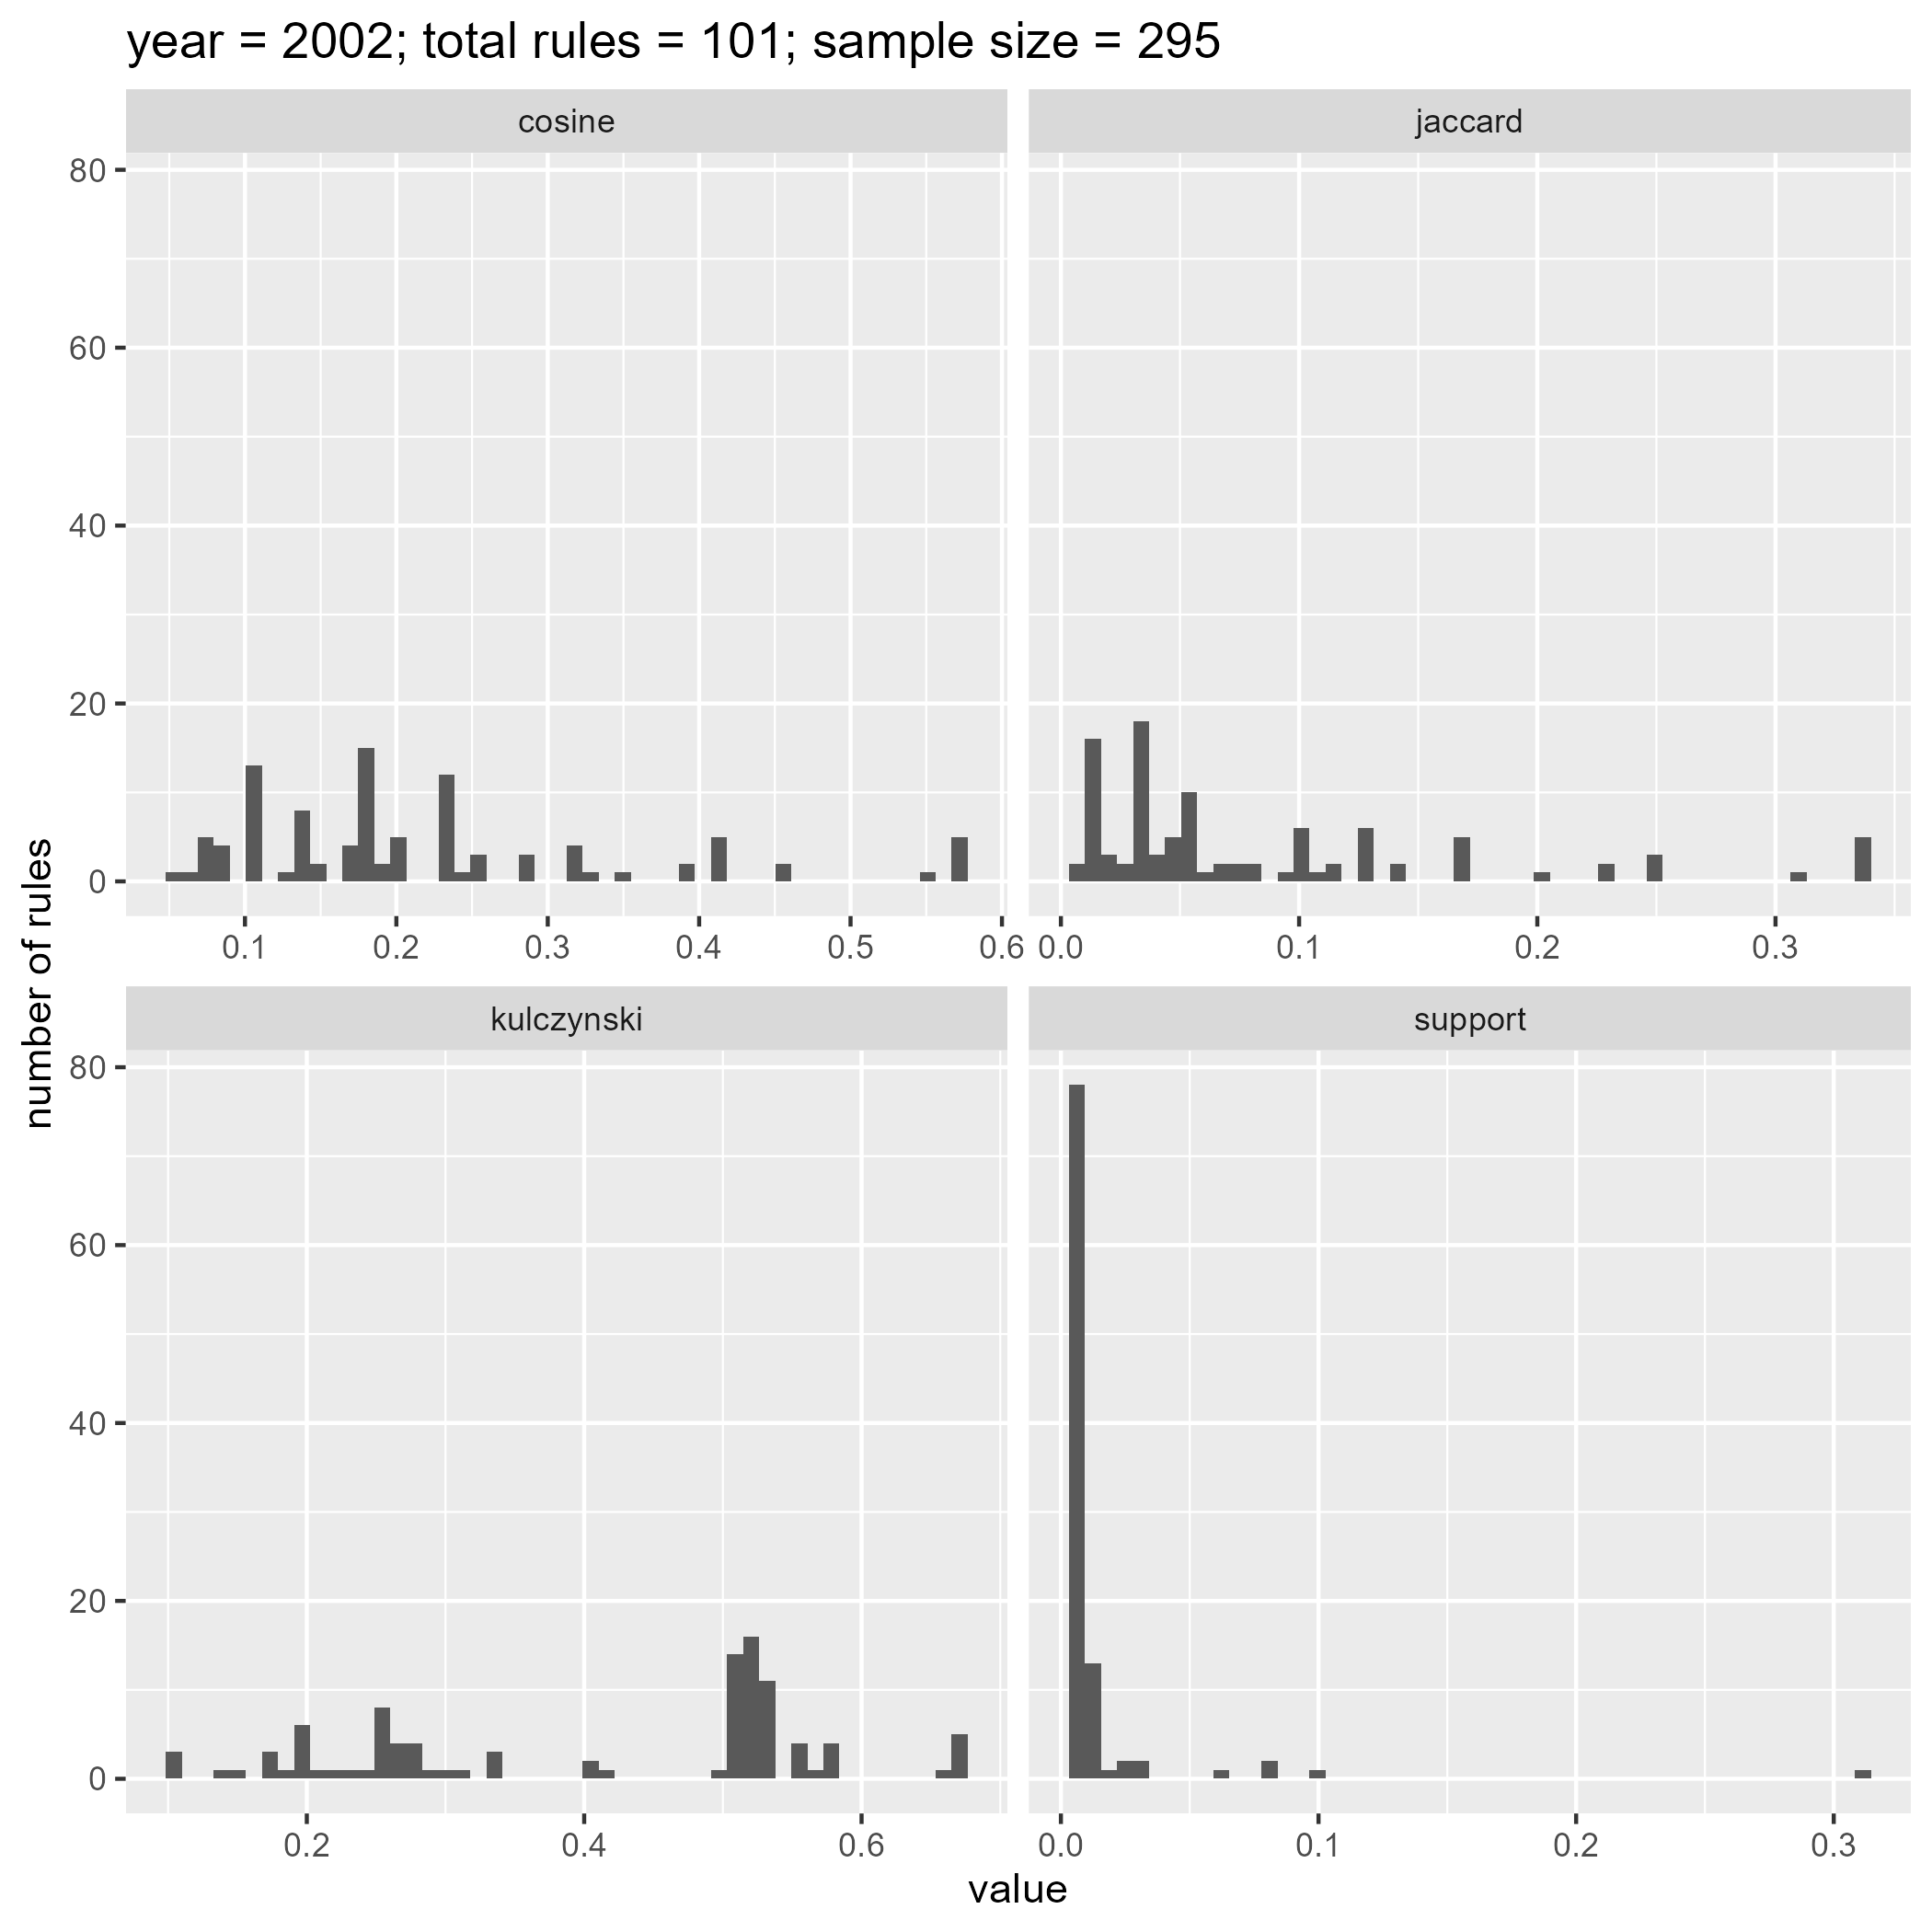 year = 2002; total rules = 101; sample size = 295
cosine
jaccard
80
60
40
20
0
0.1 0.2 0.3 0.4 0.5 0.6
0.0 0.1 0.2 0.3
number of rules
kulczynski
support
80
60
40
20
0
0.2 0.4 0.6
0.0 0.1 0.2 0.3
value